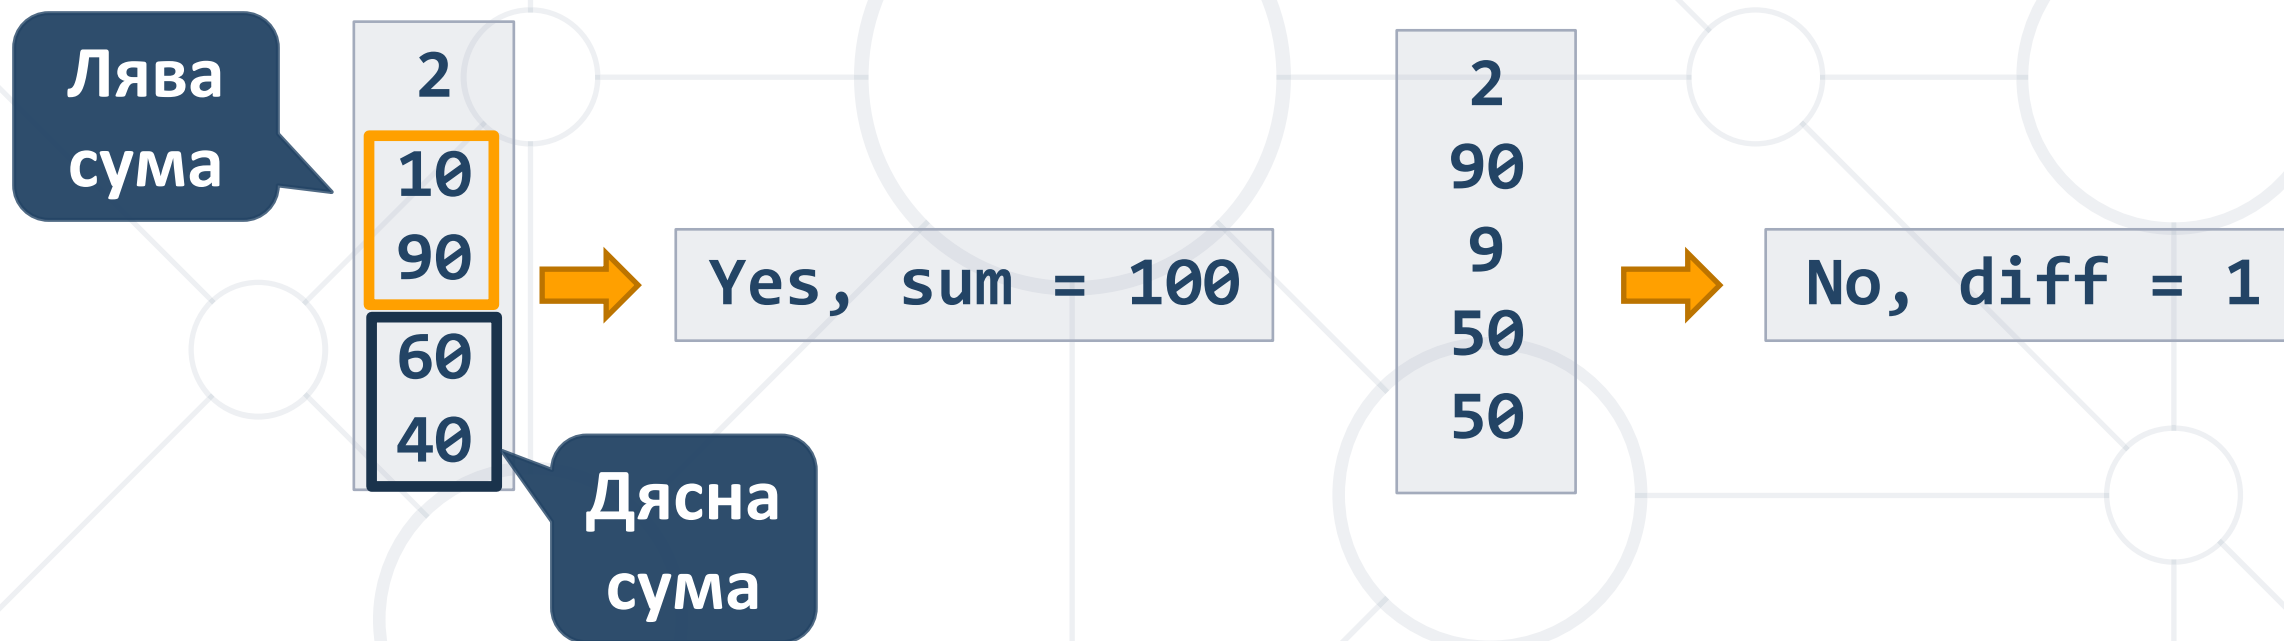 Лява
сума
2
10
90
60
40
Дясна
сума
Yes, sum = 100
2
90
9
50
50
No, diff = 1